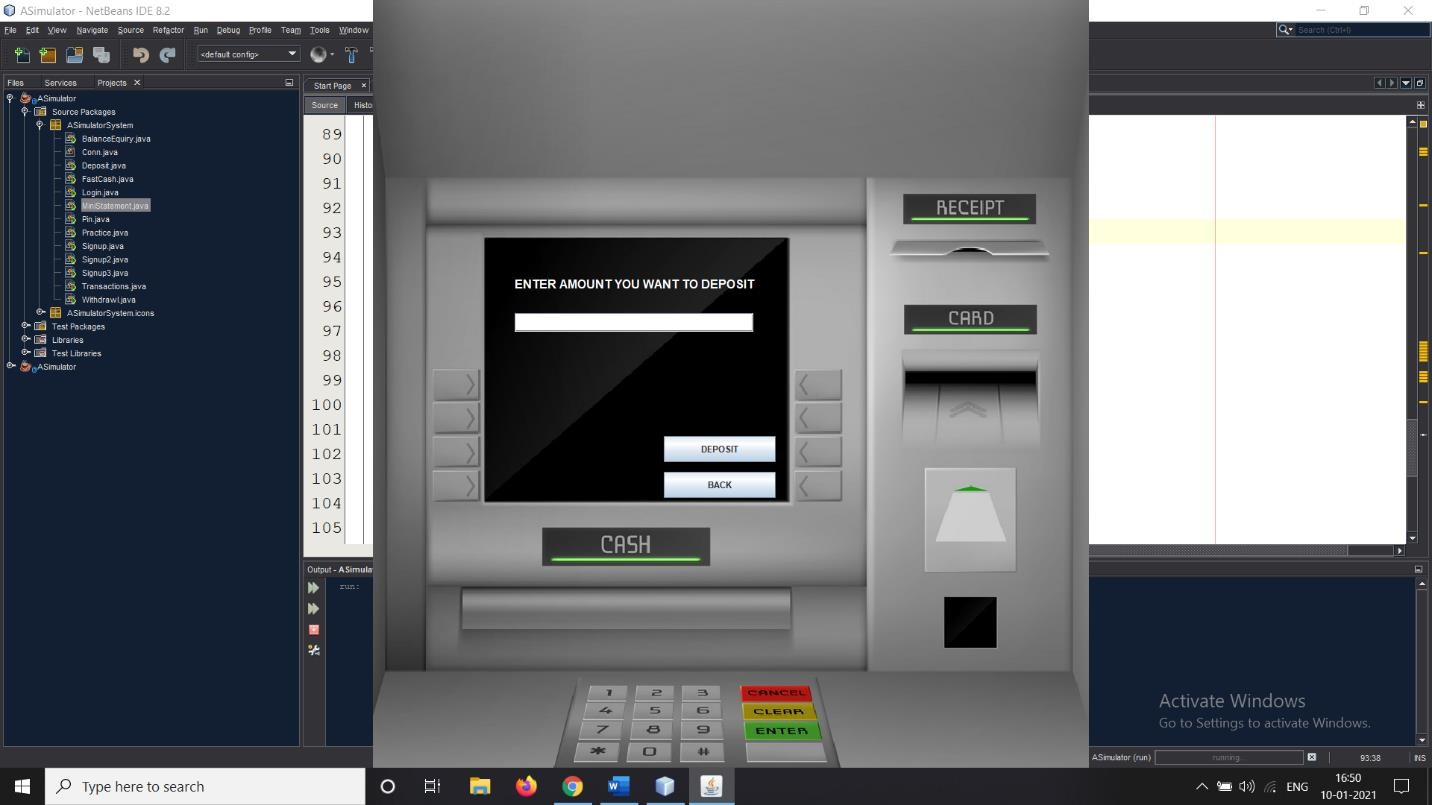 ASimulator - NetBeans IDE 8.2
File Edit View Navigate Source Refactor Run Debug Profile Team Tools Window
Search (Ctrl+I)
<default config>
Files Services Projects
Start Page
Source Histo
ASimulator
Source Packages
ASimulatorSystem
BalanceEquiry.java
Conn.java
Deposit.java
FastCash.java
Login.java
MiniStatement.java
Pin.java
Practice.java
Signup.java
Signup2.java
Signup3.java
Transactions.java
Withdrawl.java
ASimulatorSystem.icons
Test Packages
Libraries
Test Libraries
ASimulator
89
90
91
92
93
94
95
96
97
98
99
100
101
102
103
104
105
Output - ASimula
run:
ENTER AMOUNT YOU WANT TO DEPOSIT
DEPOSIT
BACK
CASH
RECEIPT
CARD
1 2 3 CANCEL
4 5 6 CLEAR
7 8 9 ENTER
* 0 #
Activate Windows
Go to Settings to activate Windows.
ASimulator (run) running... 93:38 INS
Type here to search
ENG
16:50
10-01-2021